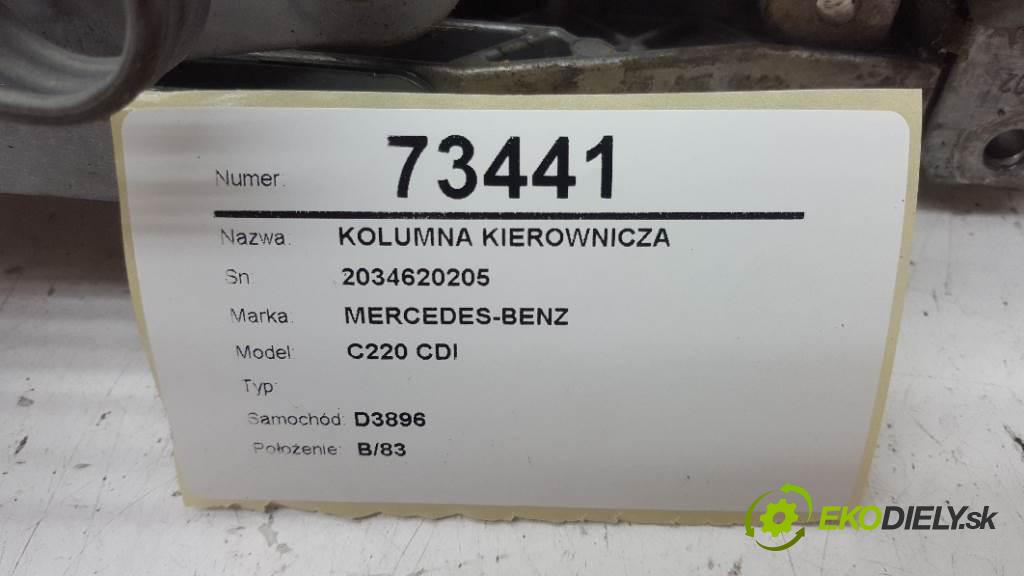 Numer: 73441
Nazwa: KOLUMNA KIEROWNICZA
Sn: 2034620205
Marka: MERCEDES-BENZ
Model: C220 CDI
Typ:
Samochód: D3896
Położenie: B/83
EKODIELY.sk